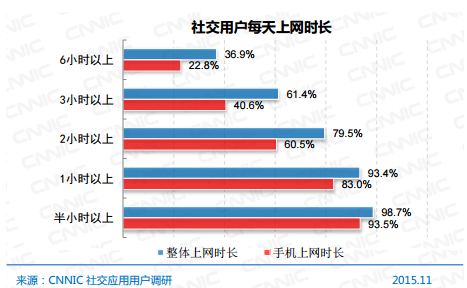 社交用户每天上网时长
6小时以上
36.9%
22.8%
3小时以上
61.4%
40.6%
2小时以上
79.5%
60.5%
1小时以上
93.4%
83.0%
半小时以上
98.7%
93.5%
整体上网时长 手机上网时长
来源：CNNIC 社交应用用户调研 2015.11